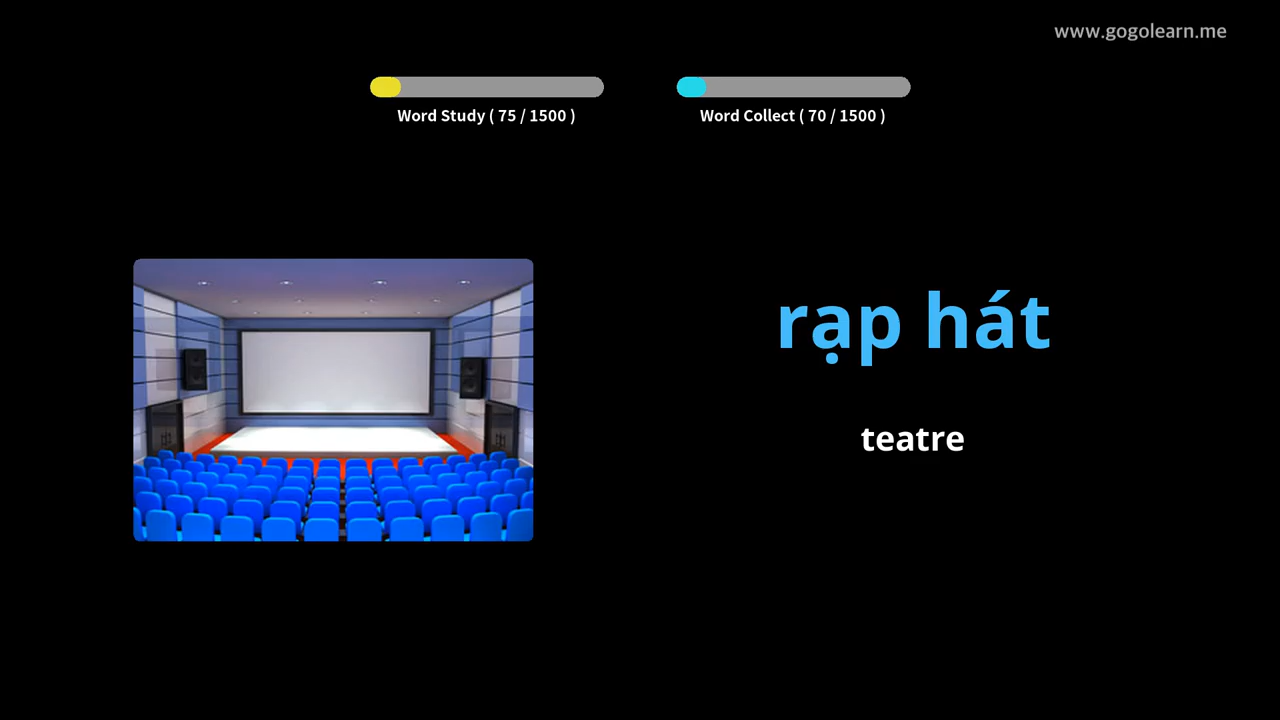 www.gogolearn.me
Word Study ( 75 / 1500 )
Word Collect ( 70 / 1500 )
rạp hát
teatre